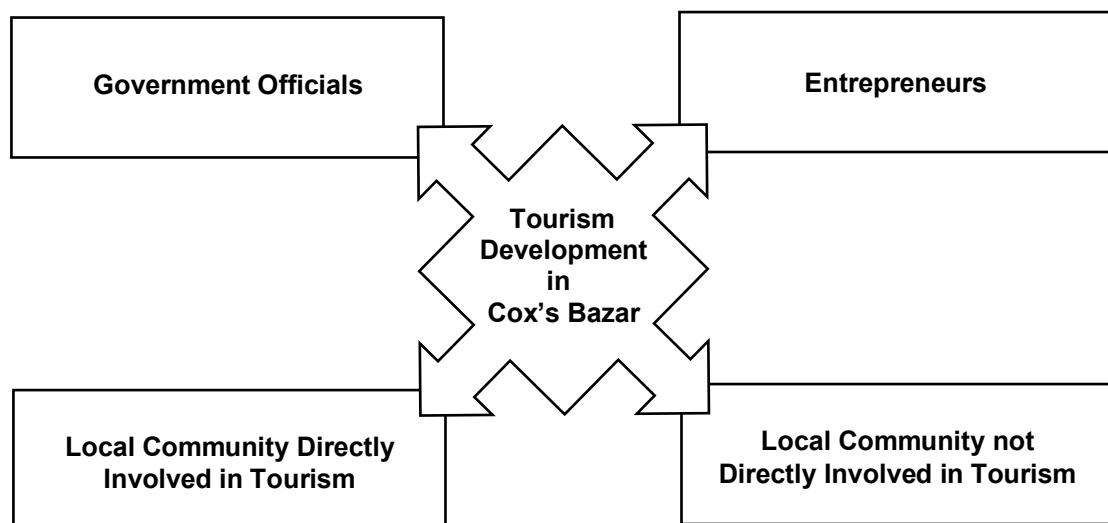 Government Officials
Entrepreneurs
Tourism
Development
in
Cox’s Bazar
Local Community Directly
Involved in Tourism
Local Community not
Directly Involved in Tourism